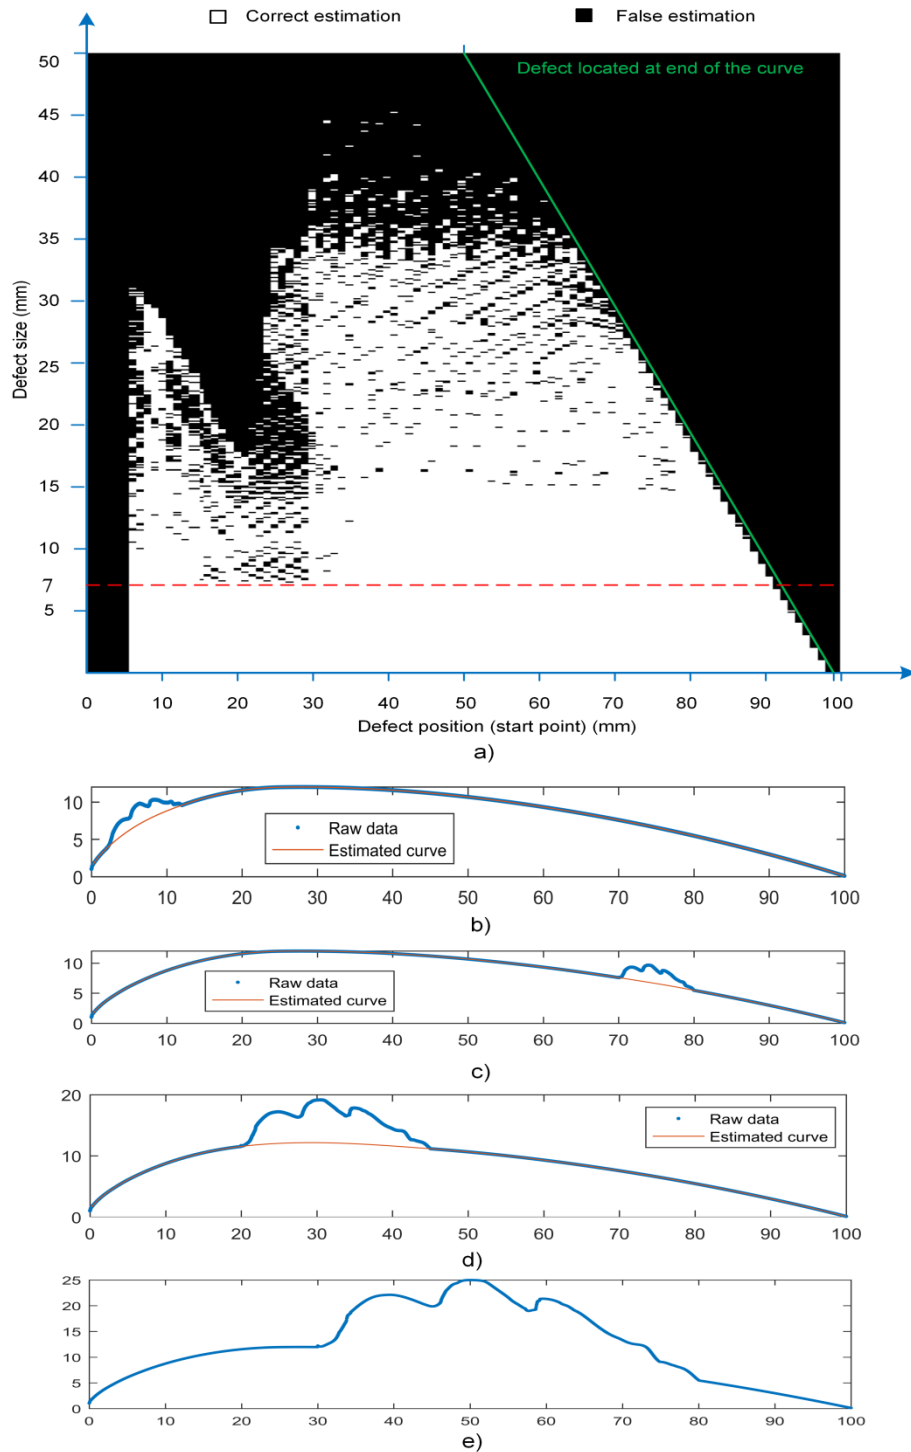 Correct estimation False estimation
Defect located at end of the curve
50
45
40
35
30
25
20
15
10
7
5
Defect size (mm)
0 10 20 30 40 50 60 70 80 90 100
Defect position (start point) (mm)
a)
10
5
0
Raw data
Estimated curve
0 10 20 30 40 50 60 70 80 90 100
b)
10
5
0
Raw data
Estimated curve
0 10 20 30 40 50 60 70 80 90 100
c)
20
10
0
Raw data
Estimated curve
0 10 20 30 40 50 60 70 80 90 100
d)
25
20
15
10
5
0
0 10 20 30 40 50 60 70 80 90 100
e)